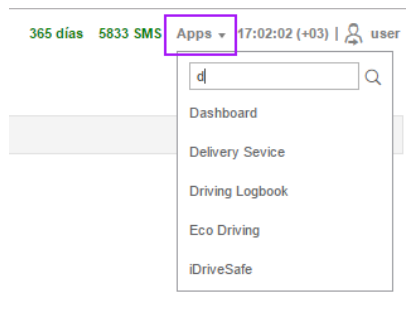 365 días 5833 SMS Apps 17:02:02 (+03) | user
d
Dashboard
Delivery Sevice
Driving Logbook
Eco Driving
iDriveSafe